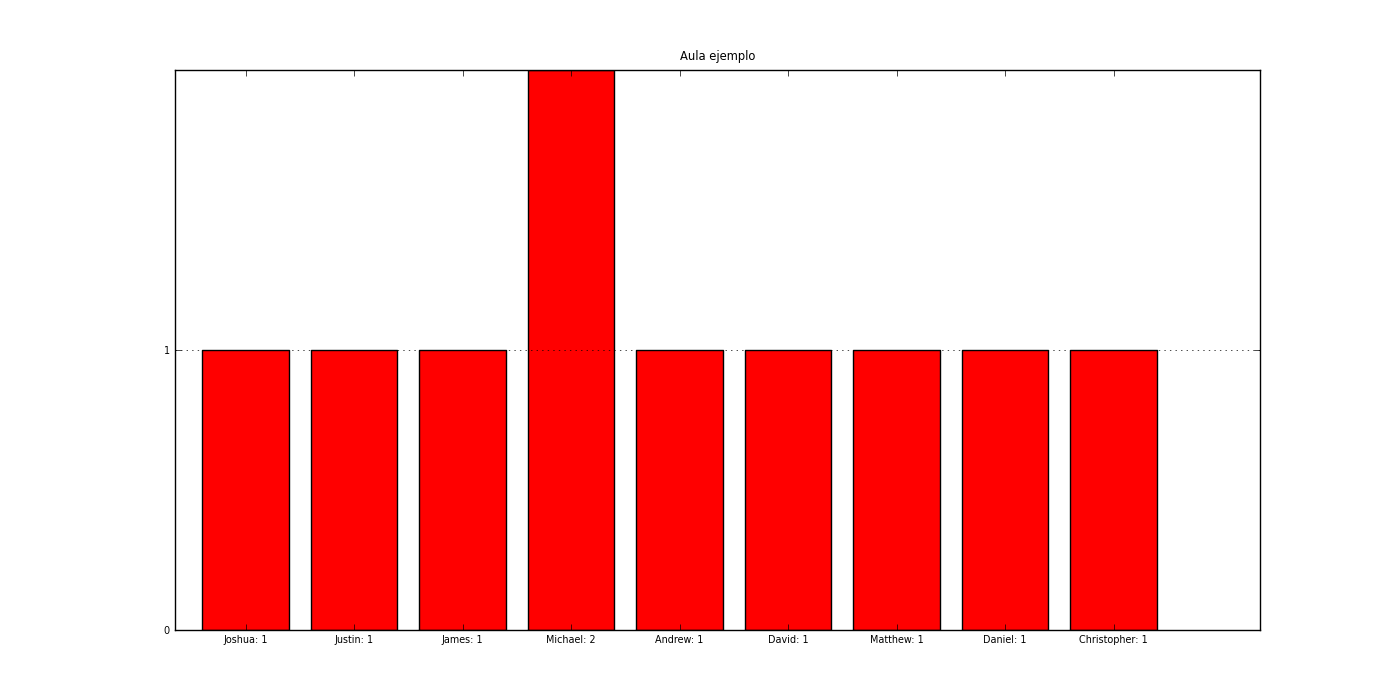 Aula ejemplo
1
0
Joshua: 1 Justin: 1 James: 1 Michael: 2 Andrew: 1 David: 1 Matthew: 1 Daniel: 1 Christopher: 1